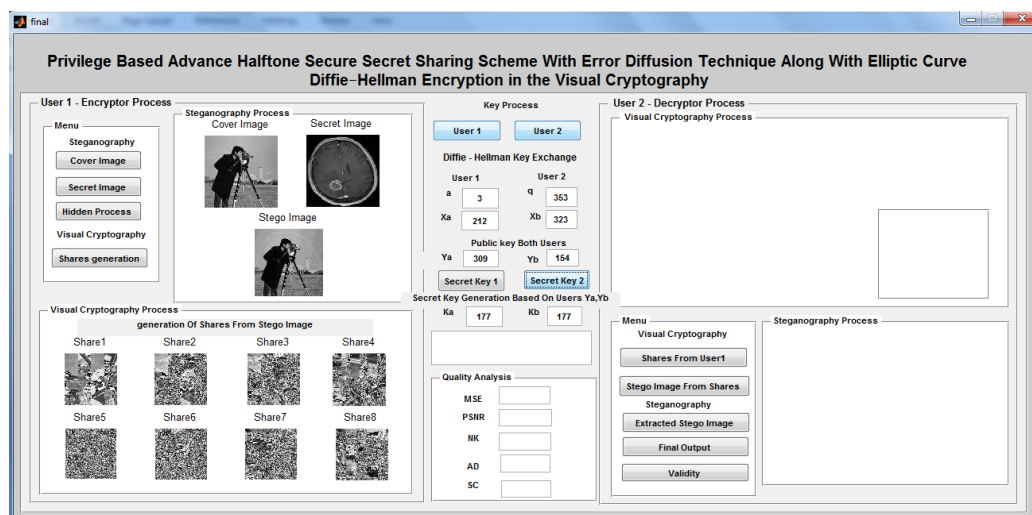 final
Privilege Based Advance Halftone Secure Secret Sharing Scheme With Error Diffusion Technique Along With Elliptic Curve
Diffie-Hellman Encryption in the Visual Cryptography
User 1 - Encryptor Process
Menu
Steganography
Cover Image
Secret Image
Hidden Process
Visual Cryptography
Shares generation
Steganography Process
Cover Image
Secret Image
Stego Image
Visual Cryptography Process
generation Of Shares From Stego Image
Share1
Share2
Share3
Share4
Share5
Share6
Share7
Share8
Key Process
User 1
User 2
Diffie - Hellman Key Exchange
User 1
User 2
a
3
q
353
Xa
212
Xb
323
Public key Both Users
Ya
309
Yb
154
Secret Key 1
Secret Key 2
Secret Key Generation Based On Users Ya,Yb
Ka
177
Kb
177
Quality Analysis
MSE
PSNR
NK
AD
SC
User 2 - Decryptor Process
Visual Cryptography Process
Menu
Visual Cryptography
Shares From User1
Stego Image From Shares
Steganography
Extracted Stego Image
Final Output
Validity
Steganography Process